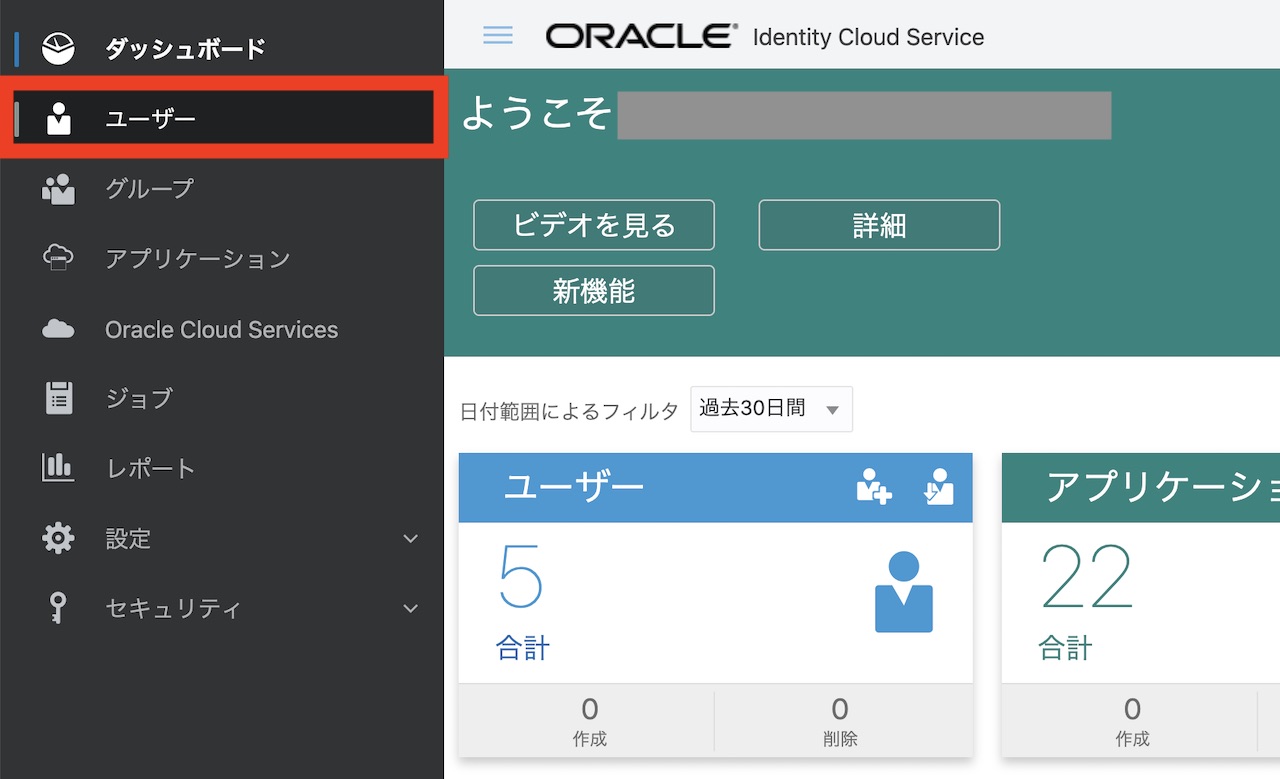 ダッシュボード
ユーザー
グループ
アプリケーション
Oracle Cloud Services
ジョブ
レポート
設定
セキュリティ
ORACLE® Identity Cloud Service
ようこそ
ビデオを見る
詳細
新機能
日付範囲によるフィルタ 過去30日間
ユーザー
5
合計
0
作成
0
削除
アプリケーショ
22
合計
0
作成